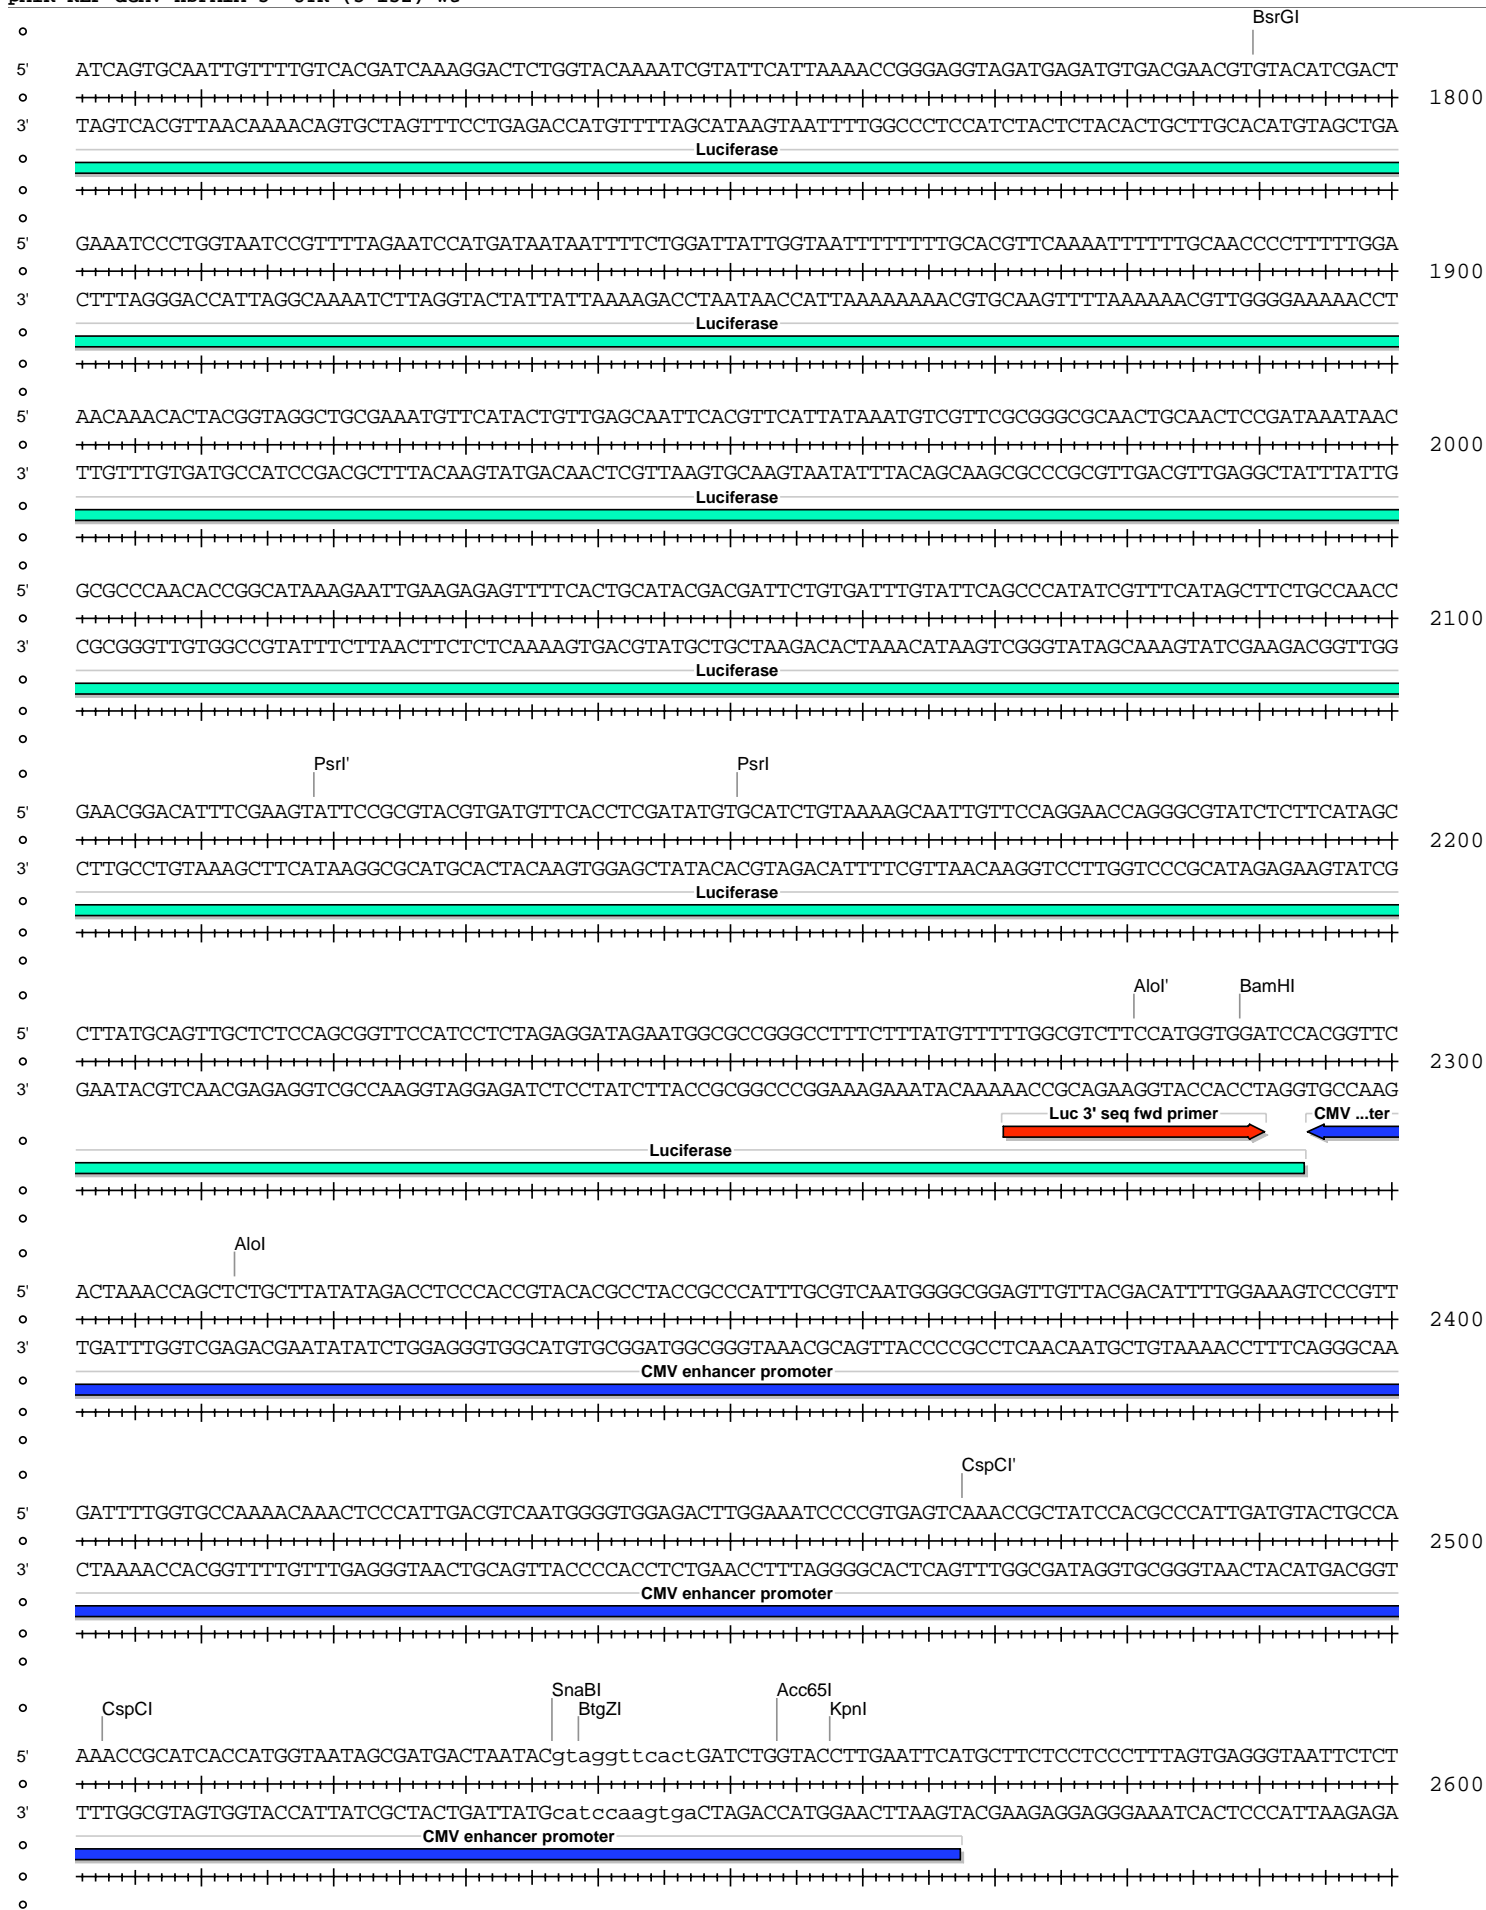 BsrGI
5' ATCAGTGCAATTGTTTTGTCACGATCAAAGGACTCTGGTACAAAATCGTATTCATTAAAACCGGGAGGTAGATGAGATGTGACGAACGTGTACATCGACT
1800
3' TAGTCACGTTAACAAAACAGTGCTAGTTTCCTGAGACCATGTTTTAGCATAAGTAATTTTGGCCCTCCATCTACTCTACACTGCTTGCACATGTAGCTGA
Luciferase
5' GAAATCCCTGGTAATCCGTTTTAGAATCCATGATAATAATTTTCTGGATTATTGGTAATTTTTTTTGCACGTTCAAAATTTTTTGCAACCCCTTTTTGGA
1900
3' CTTTAGGGACCATTAGGCAAAATCTTAGGTACTATTATTAAAAGACCTAATAACCATTAAAAAAAACGTGCAAGTTTTAAAAAACGTTGGGGAAAAACCT
Luciferase
5' AACAAACACTACGGTAGGCTGCGAAATGTTCATACTGTTGAGCAATTCACGTTCATTATAAATGTCGTTCGCGGGCGCAACTGCAACTCCGATAAATAAC
2000
3' TTGTTTGTGATGCCATCCGACGCTTTACAAGTATGACAACTCGTTAAGTGCAAGTAATATTTACAGCAAGCGCCCGCGTTGACGTTGAGGCTATTTATTG
Luciferase
5' GCGCCCAACACCGGCATAAAGAATTGAAGAGAGTTTTCACTGCATACGACGATTCTGTGATTTGTATTCAGCCCATATCGTTTCATAGCTTCTGCCAACC
2100
3' CGCGGGTTGTGGCCGTATTTCTTAACTTCTCTCAAAAGTGACGTATGCTGCTAAGACACTAAACATAAGTCGGGTATAGCAAAGTATCGAAGACGGTTGG
Luciferase
PsrI' PsrI
5' GAACGGACATTTCGAAGTATTCCGCGTACGTGATGTTCACCTCGATATGTGCATCTGTAAAAGCAATTGTTCCAGGAACCAGGGCGTATCTCTTCATAGC
2200
3' CTTGCCTGTAAAGCTTCATAAGGCGCATGCACTACAAGTGGAGCTATACACGTAGACATTTTCGTTAACAAGGTCCTTGGTCCCGCATAGAGAAGTATCG
Luciferase
AloI' BamHI
5' CTTATGCAGTTGCTCTCCAGCGGTTCCATCCTCTAGAGGATAGAATGGCGCCGGGCCTTTCTTTATGTTTTTGGCGTCTTCCATGGTGGATCCACGGTTC
2300
3' GAATACGTCAACGAGAGGTCGCCAAGGTAGGAGATCTCCTATCTTACCGCGGCCCGGAAAGAAATACAAAAACCGCAGAAGGTACCACCTAGGTGCCAAG
Luc 3' seq fwd primer CMV ...ter
Luciferase
AloI
5' ACTAAACCAGCTCTGCTTATATAGACCTCCCACCGTACACGCCTACCGCCCATTTGCGTCAATGGGGCGGAGTTGTTACGACATTTTGGAAAGTCCCGTT
2400
3' TGATTTGGTCGAGACGAATATATCTGGAGGGTGGCATGTGCGGATGGCGGGTAAACGCAGTTACCCCGCCTCAACAATGCTGTAAAACCTTTCAGGGCAA
CMV enhancer promoter
CspCI'
5' GATTTTGGTGCCAAAACAAACTCCCATTGACGTCAATGGGGTGGAGACTTGGAAATCCCCGTGAGTCAAACCGCTATCCACGCCCATTGATGTACTGCCA
2500
3' CTAAAACCACGGTTTTGTTTGAGGGTAACTGCAGTTACCCCACCTCTGAACCTTTAGGGGCACTCAGTTTGGCGATAGGTGCGGGTAACTACATGACGGT
CMV enhancer promoter
CspCI SnaBI BtgZI Acc65I KpnI
5' AAACCGCATCACCATGGTAATAGCGATGACTAATACgtaggttcactGATCTGGTACCTTGAATTCATGCTTCTCCTCCCTTTAGTGAGGGTAATTCTCT
2600
3' TTTGGCGTAGTGGTACCATTATCGCTACTGATTATGcatccaagtgaCTAGACCATGGAACTTAAGTACGAAGAGGAGGGAAATCACTCCCATTAAGAGA
CMV enhancer promoter